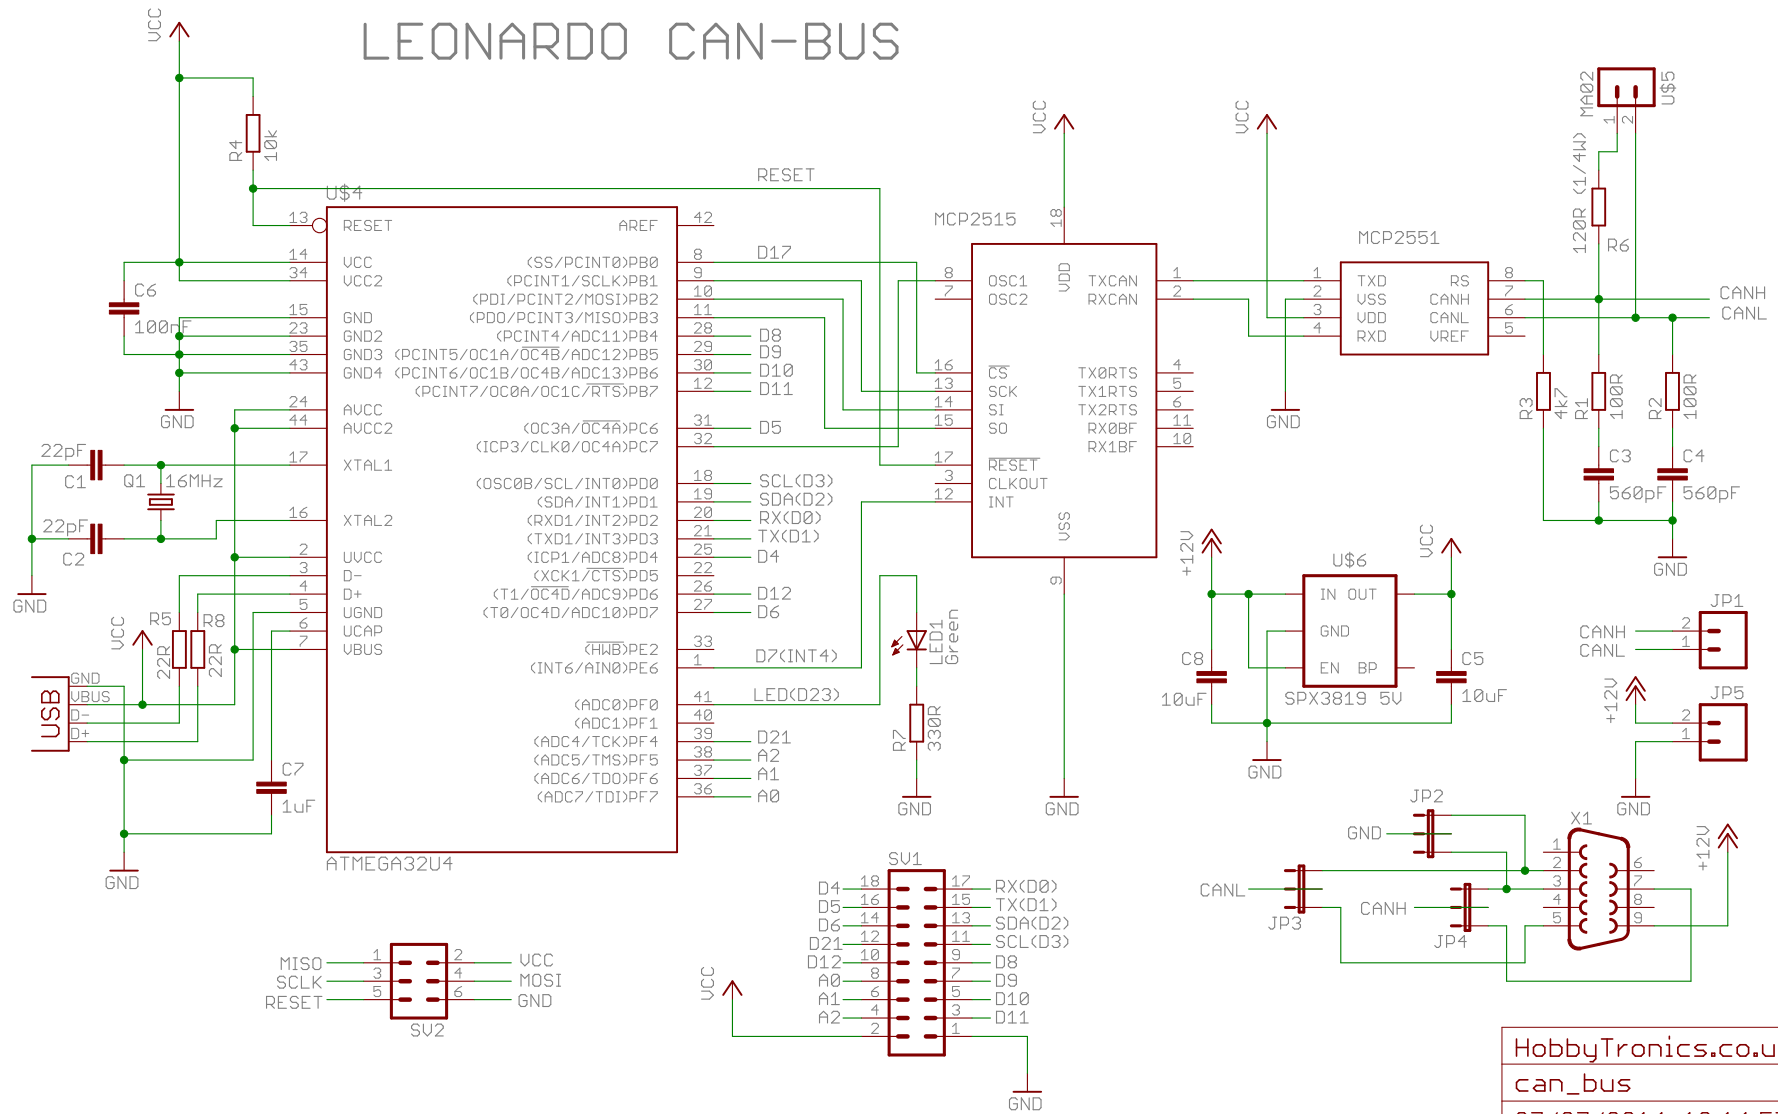 LEONARDO CAN-BUS
VCC
R4
10k
RESET
U$4
13 RESET
14 VCC
34 VCC2
15 GND
23 GND2
35 GND3
43 GND4
24 AVCC
44 AVCC2
17 XTAL1
16 XTAL2
2 UVCC
3 D-
4 D+
5 UGND
6 UCAP
7 VBUS
AREF 42
(SS/PCINT0)PB0 8 D17
(PCINT1/SCLK)PB1 9
(PDI/PCINT2/MOSI)PB2 10
(PDO/PCINT3/MISO)PB3 11
(PCINT4/ADC11)PB4 28 D8
(PCINT5/OC1A/OC4B/ADC12)PB5 29 D9
(PCINT6/OC1B/OC4B/ADC13)PB6 30 D10
(PCINT7/OC0A/OC1C/RTS)PB7 12 D11
(OC3A/OC4A)PC6 31 D5
(ICP3/CLK0/OC4A)PC7 32
(OSC0B/SCL/INT0)PD0 18 SCL(D3)
(SDA/INT1)PD1 19 SDA(D2)
(RXD1/INT2)PD2 20 RX(D0)
(TXD1/INT3)PD3 21 TX(D1)
(ICP1/ADC8)PD4 25 D4
(XCK1/CTS)PD5 22
(T1/OC4D/ADC9)PD6 26 D12
(T0/OC4D/ADC10)PD7 27 D6
(HWB)PE2 33
(INT6/AIN0)PE6 1 D7(INT4)
(ADC0)PF0 41 LED(D23)
(ADC1)PF1 40
(ADC4/TCK)PF4 39 D21
(ADC5/TMS)PF5 38 A2
(ADC6/TDO)PF6 37 A1
(ADC7/TDI)PF7 36 A0
ATMEGA32U4
C6
100nF
GND
22pF
C1
Q1 16MHz
22pF
C2
GND
VCC
R5
22R
R8
22R
USB
GND
VBUS
D-
D+
C7
1uF
GND
LED1
Green
R7
330R
GND
VCC
MCP2515
18
VDD
8 OSC1
7 OSC2
16 CS
13 SCK
14 SI
15 SO
17 RESET
3 CLKOUT
12 INT
TXCAN 1
RXCAN 2
TX0RTS 4
TX1RTS 5
TX2RTS 6
RX0BF 11
RX1BF 10
VSS
9
GND
VCC
MCP2551
1 TXD
2 VSS
3 VDD
4 RXD
RS 8
CANH 7
CANL 6
VREF 5
GND
MA02
U$5
1
2
120R (1/4W)
R6
CANH
CANL
R3
4k7
R1
100R
R2
100R
C3
560pF
C4
560pF
GND
+12V
VCC
U$6
IN OUT
GND
EN BP
SPX3819 5V
C8
10uF
C5
10uF
GND
JP1
CANH 2
CANL 1
+12V
JP5
2
1
GND
JP2
GND
CANL
JP3
CANH
JP4
X1
1
2
3
4
5
6
7
8
9
+12V
SV1
D4 18 17 RX(D0)
D5 16 15 TX(D1)
D6 14 13 SDA(D2)
D21 12 11 SCL(D3)
D12 10 9 D8
A0 8 7 D9
A1 6 5 D10
A2 4 3 D11
2 1
VCC
GND
MISO 1 2 VCC
SCLK 3 4 MOSI
RESET 5 6 GND
SV2
HobbyTronics.co.u
can_bus